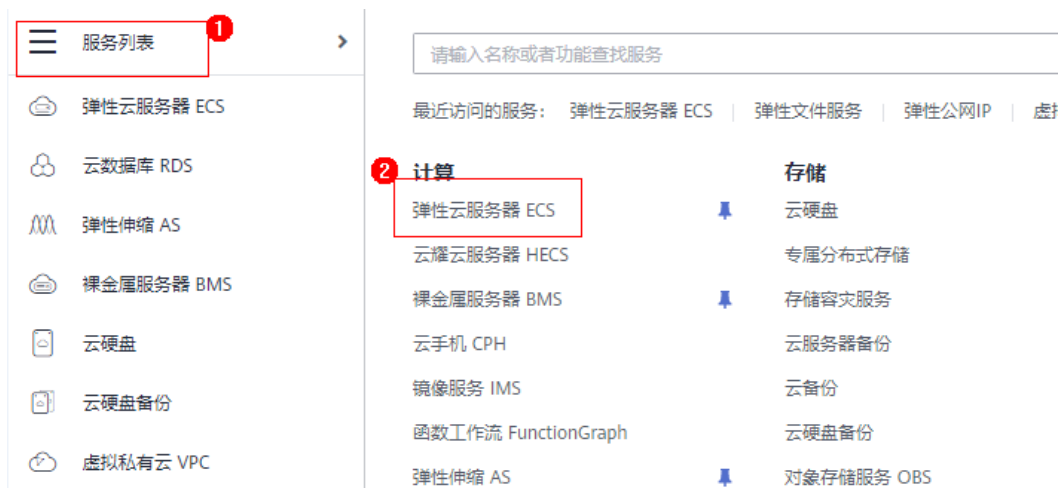 服务列表
1
弹性云服务器 ECS
云数据库 RDS
弹性伸缩 AS
裸金属服务器 BMS
云硬盘
云硬盘备份
虚拟私有云 VPC
请输入名称或者功能查找服务
最近访问的服务: 弹性云服务器 ECS | 弹性文件服务 | 弹性公网IP | 虚
2
计算
弹性云服务器 ECS
云耀云服务器 HECS
裸金属服务器 BMS
云手机 CPH
镜像服务 IMS
函数工作流 FunctionGraph
弹性伸缩 AS
存储
云硬盘
专属分布式存储
存储容灾服务
云服务器备份
云备份
云硬盘备份
对象存储服务 OBS